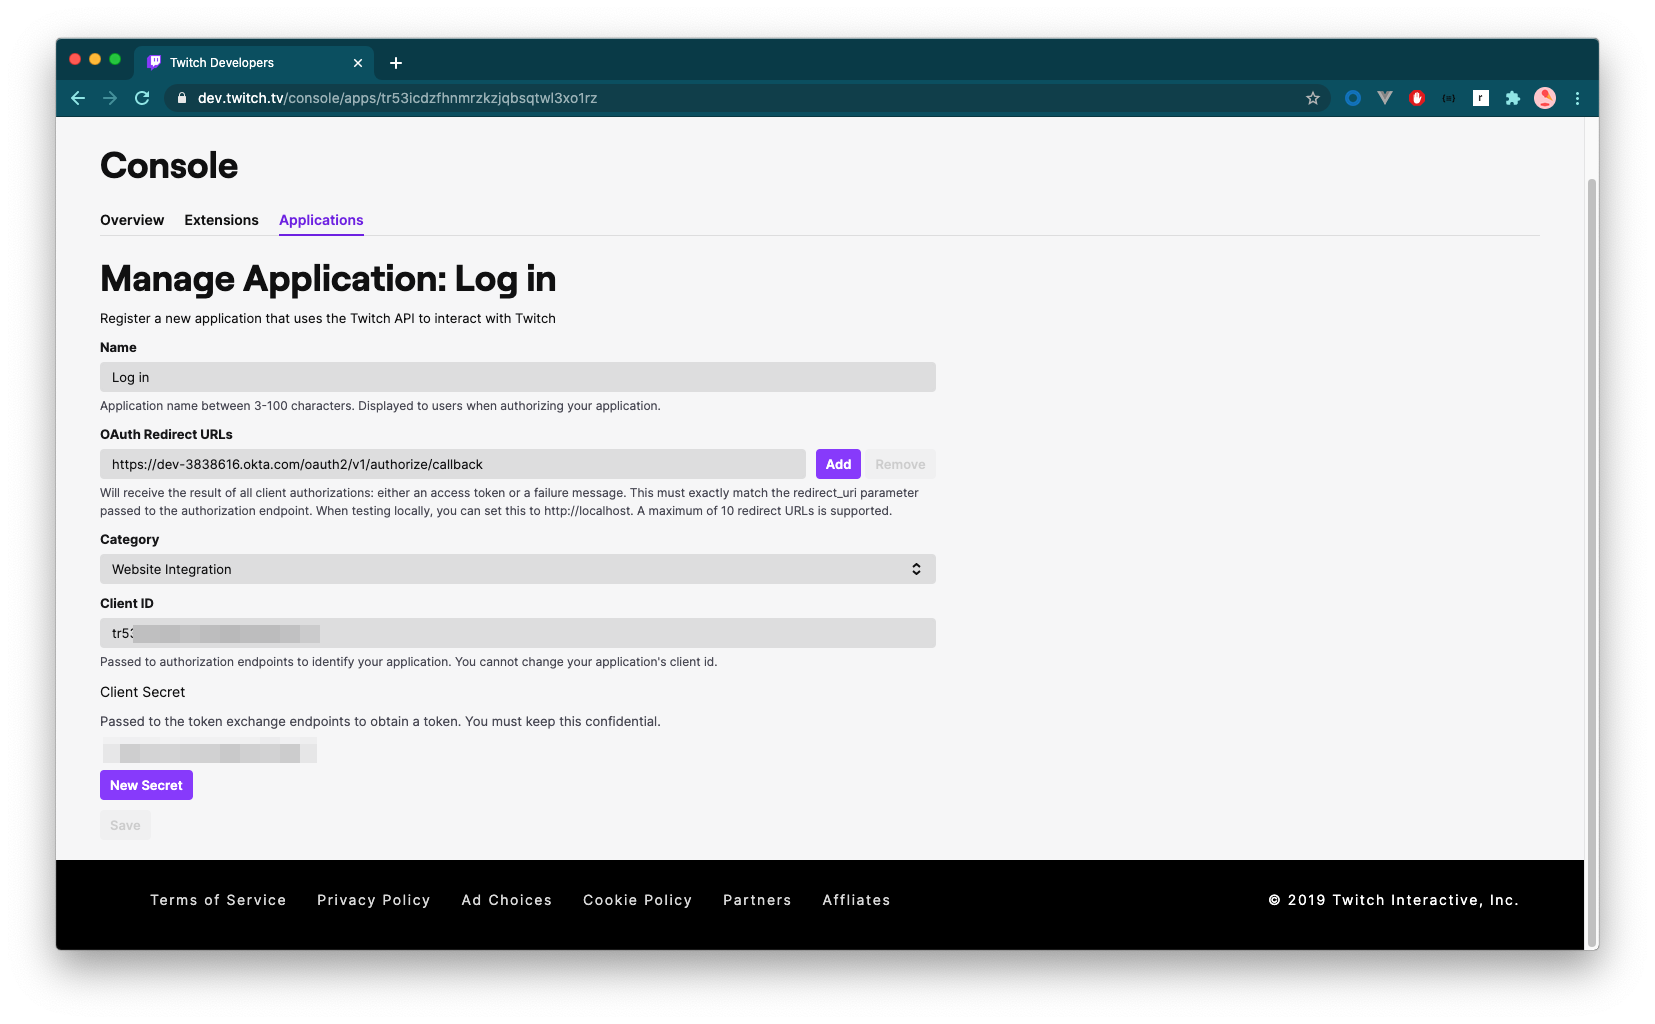 Twitch Developers
dev.twitch.tv/console/apps/tr53icdzfhnmrzkzjqbsqtwl3xo1rz
Console
Overview Extensions Applications
Manage Application: Log in
Register a new application that uses the Twitch API to interact with Twitch
Name
Log in
Application name between 3-100 characters. Displayed to users when authorizing your application.
OAuth Redirect URLs
https://dev-3838616.okta.com/oauth2/v1/authorize/callback Add Remove
Will receive the result of all client authorizations: either an access token or a failure message. This must exactly match the redirect_uri parameter
passed to the authorization endpoint. When testing locally, you can set this to http://localhost. A maximum of 10 redirect URLs is supported.
Category
Website Integration
Client ID
tr53
Passed to authorization endpoints to identify your application. You cannot change your application's client id.
Client Secret
Passed to the token exchange endpoints to obtain a token. You must keep this confidential.
New Secret
Save
Terms of Service Privacy Policy Ad Choices Cookie Policy Partners Affliates © 2019 Twitch Interactive, Inc.